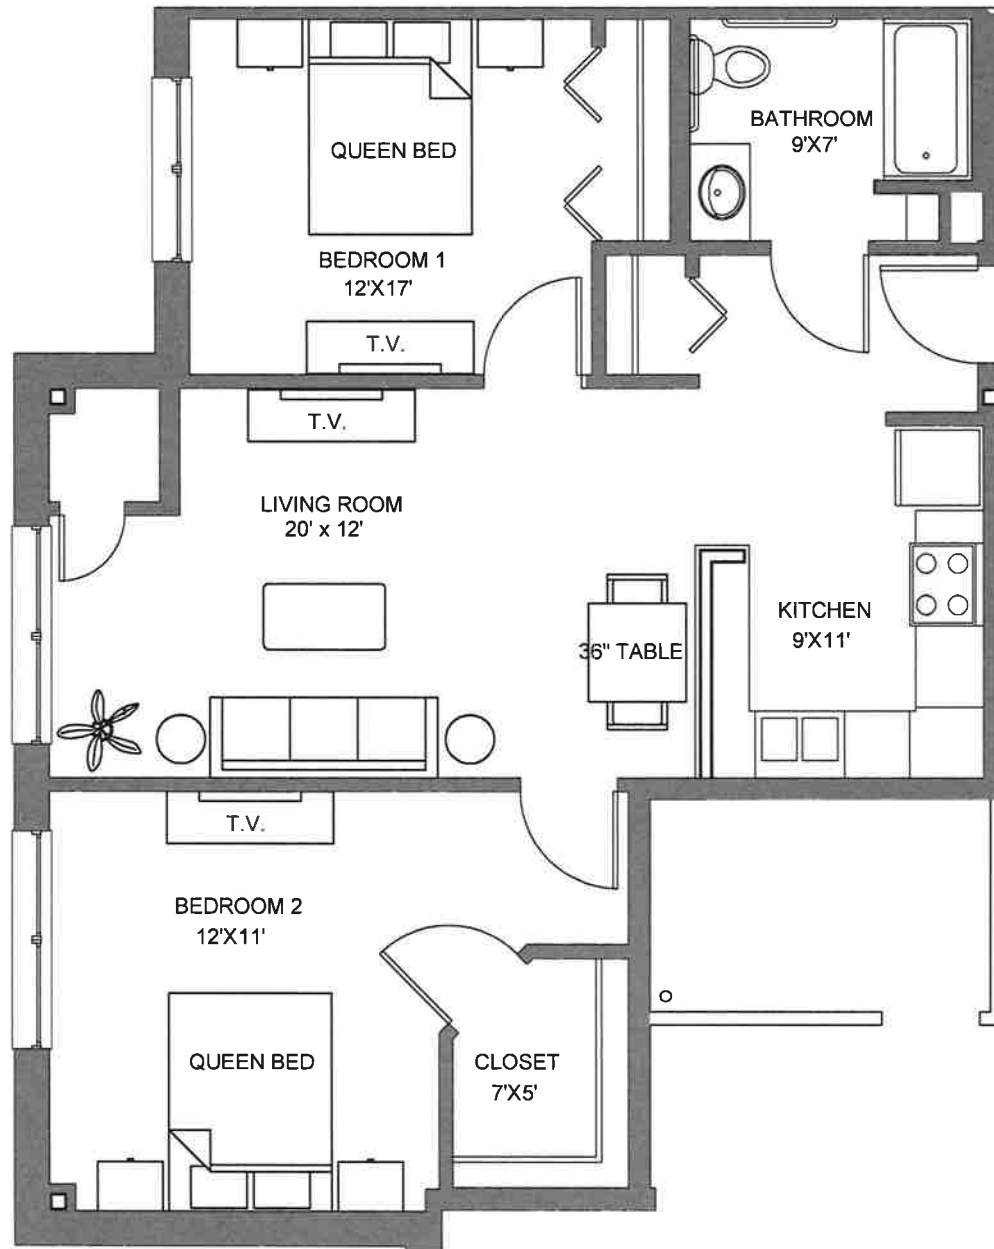 QUEEN BED
BATHROOM
9'X7'
BEDROOM 1
12'X17'
T.V.
T.V.
LIVING ROOM
20' x 12'
KITCHEN
9'X11'
36" TABLE
T.V.
BEDROOM 2
12'X11'
QUEEN BED
CLOSET
7'X5'